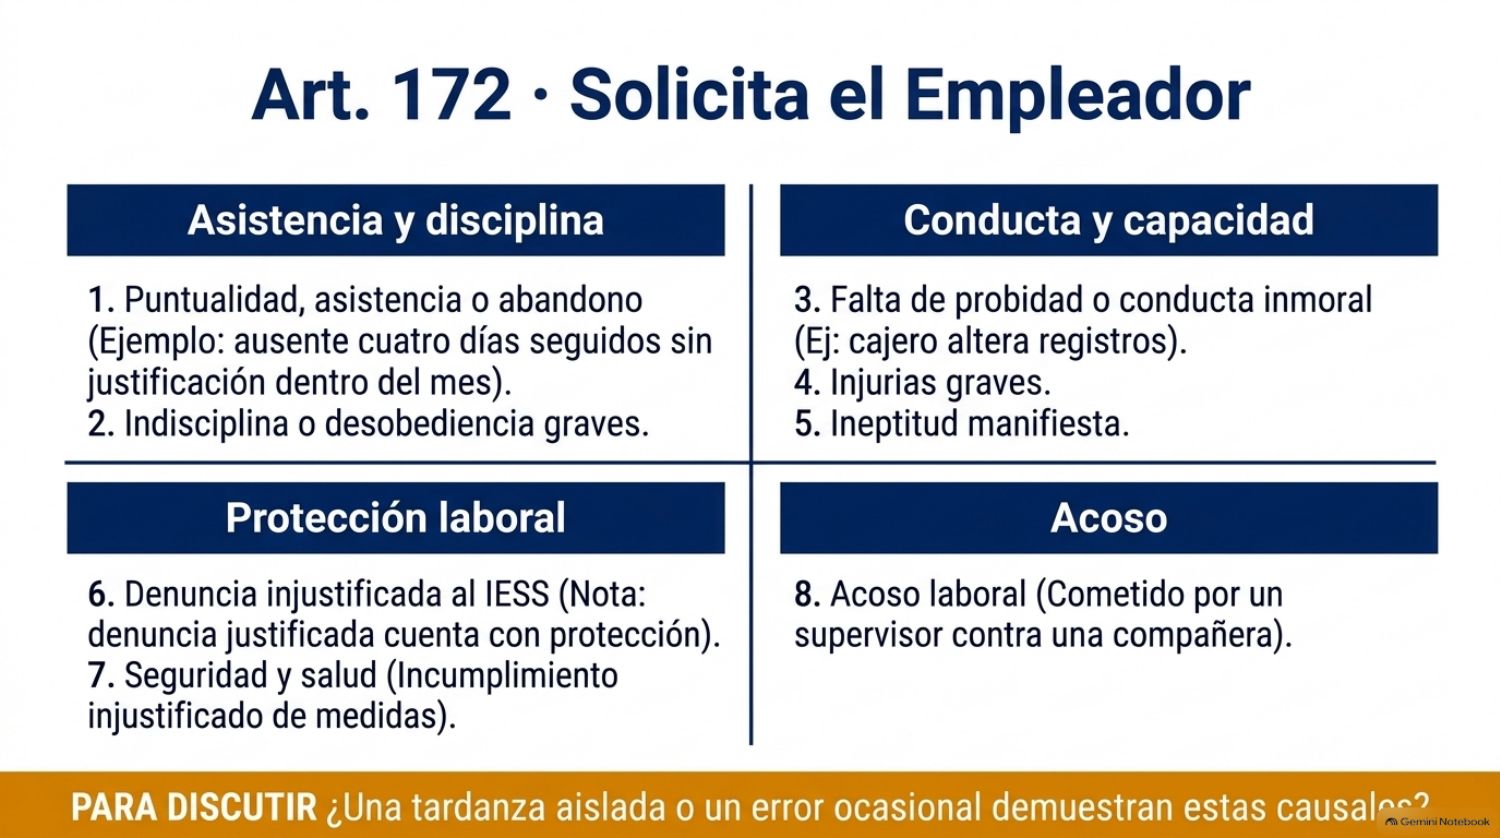 Art. 172 · Solicita el Empleador
Asistencia y disciplina
1. Puntualidad, asistencia o abandono
(Ejemplo: ausente cuatro días seguidos sin
justificación dentro del mes).
2. Indisciplina o desobediencia graves.
Conducta y capacidad
3. Falta de probidad o conducta inmoral
(Ej: cajero altera registros).
4. Injurias graves.
5. Ineptitud manifiesta.
Protección laboral
6. Denuncia injustificada al IESS (Nota:
denuncia justificada cuenta con protección).
7. Seguridad y salud (Incumplimiento
injustificado de medidas).
Acoso
8. Acoso laboral (Cometido por un
supervisor contra una compañera).
PARA DISCUTIR ¿Una tardanza aislada o un error ocasional demuestran estas causales?
Gemini Notebook